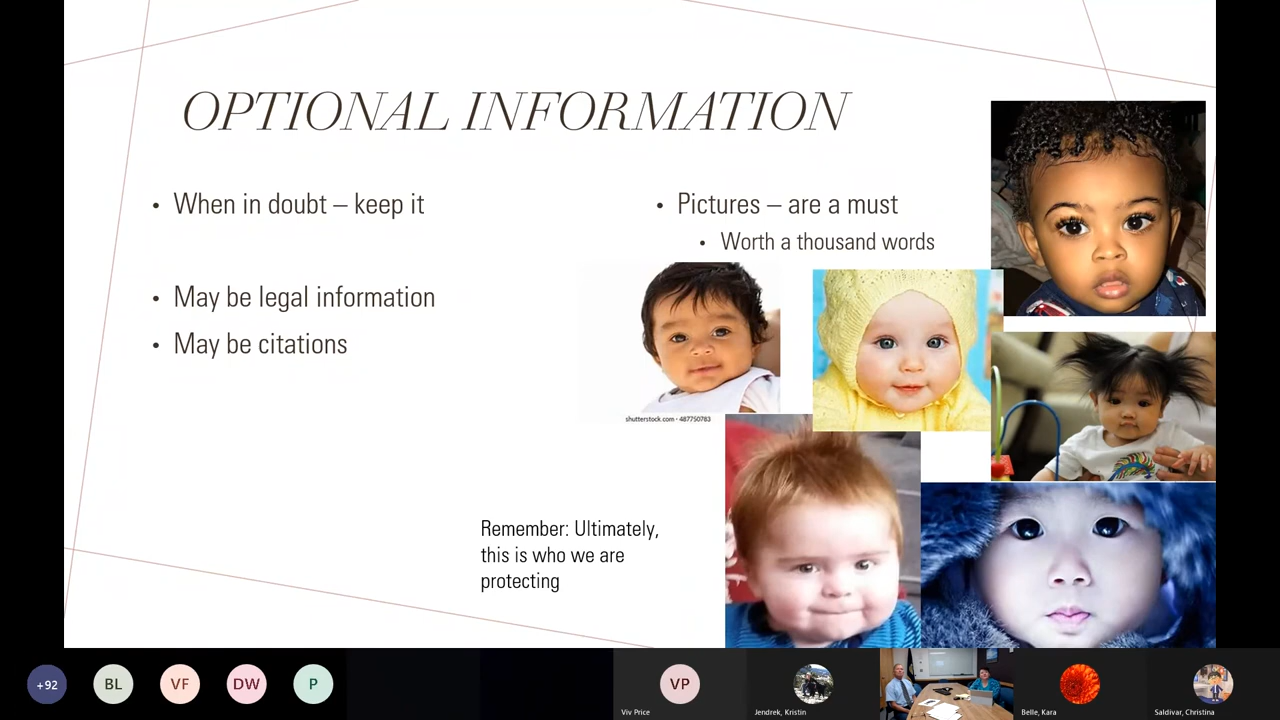 OPTIONAL INFORMATION
• When in doubt – keep it
• May be legal information
• May be citations
• Pictures – are a must
• Worth a thousand words
shutterstock.com · 487750783
Remember: Ultimately,
this is who we are
protecting
+92
BL
VF
DW
P
VP
Viv Price
Jendrek, Kristin
Belle, Kara
Saldivar, Christina